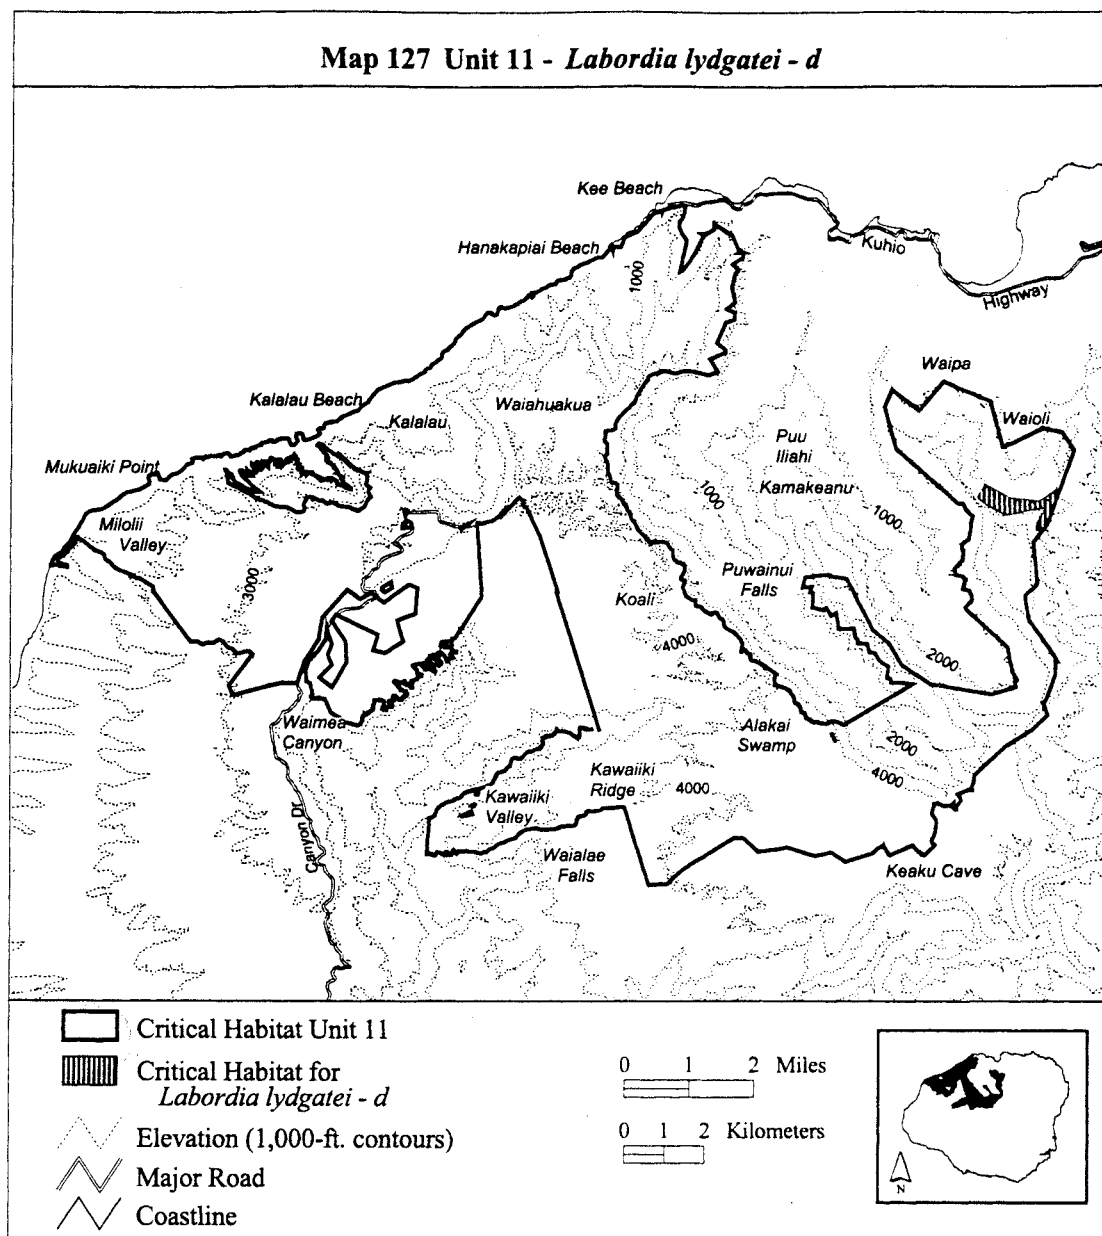 Map 127 Unit 11 - Labordia lydgatei - d
Kee Beach
Hanakapiai Beach
Kuhio
Highway
1000
Waipa
Kalalau Beach
Waiahuakua
Kalalau
Waioli
Puu
Iliahi
Mukuaiki Point
Kamakeanu
1000
1000
Milolii
Valley
Puwainui
Falls
3000
Koali
4000
2000
Waimea
Canyon
Alakai
Swamp
2000
4000
Kawaiiki
Ridge
4000
Kawaiiki
Valley
Canyon Dr
Waialae
Falls
Keaku Cave
Critical Habitat Unit 11
Critical Habitat for
Labordia lydgatei - d
Elevation (1,000-ft. contours)
Major Road
Coastline
0 1 2 Miles
0 1 2 Kilometers
N